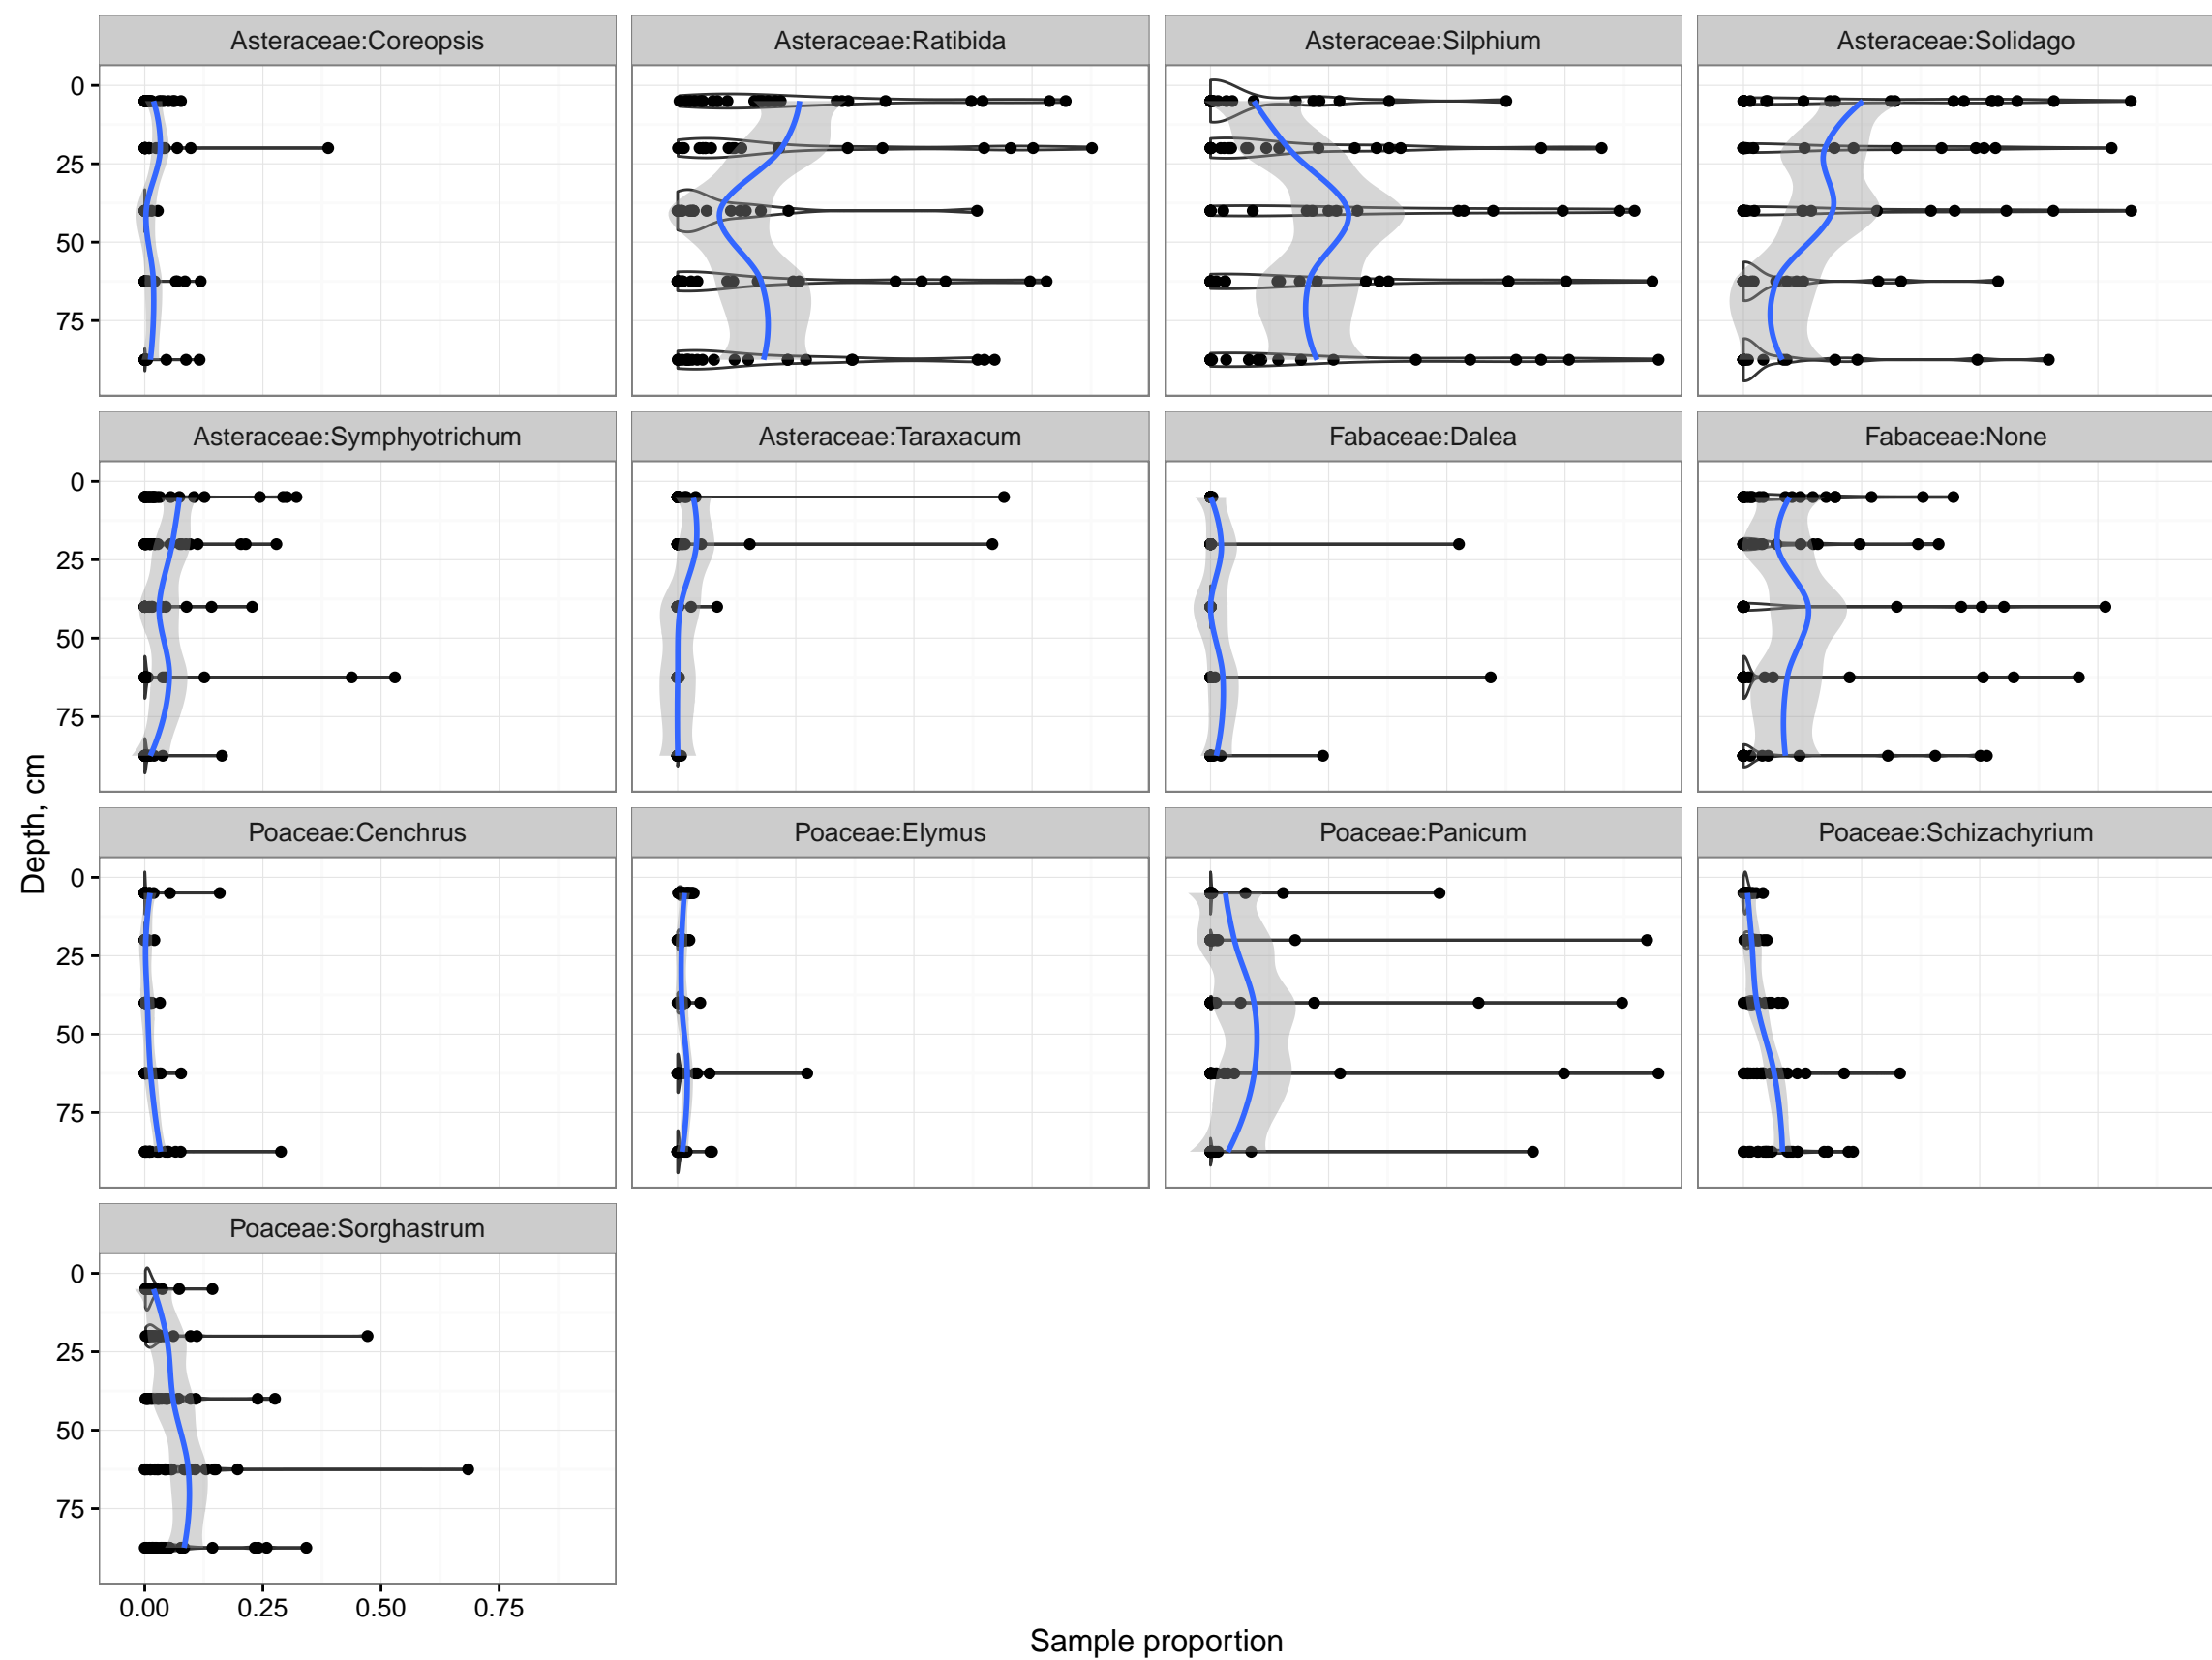 Asteraceae:Coreopsis
Asteraceae:Ratibida
Asteraceae:Silphium
Asteraceae:Solidago
0
25
50
75
Asteraceae:Symphyotrichum
Asteraceae:Taraxacum
Fabaceae:Dalea
Fabaceae:None
0
25
50
75
Depth, cm
Poaceae:Cenchrus
Poaceae:Elymus
Poaceae:Panicum
Poaceae:Schizachyrium
0
25
50
75
Poaceae:Sorghastrum
0
25
50
75
0.00 0.25 0.50 0.75
Sample proportion